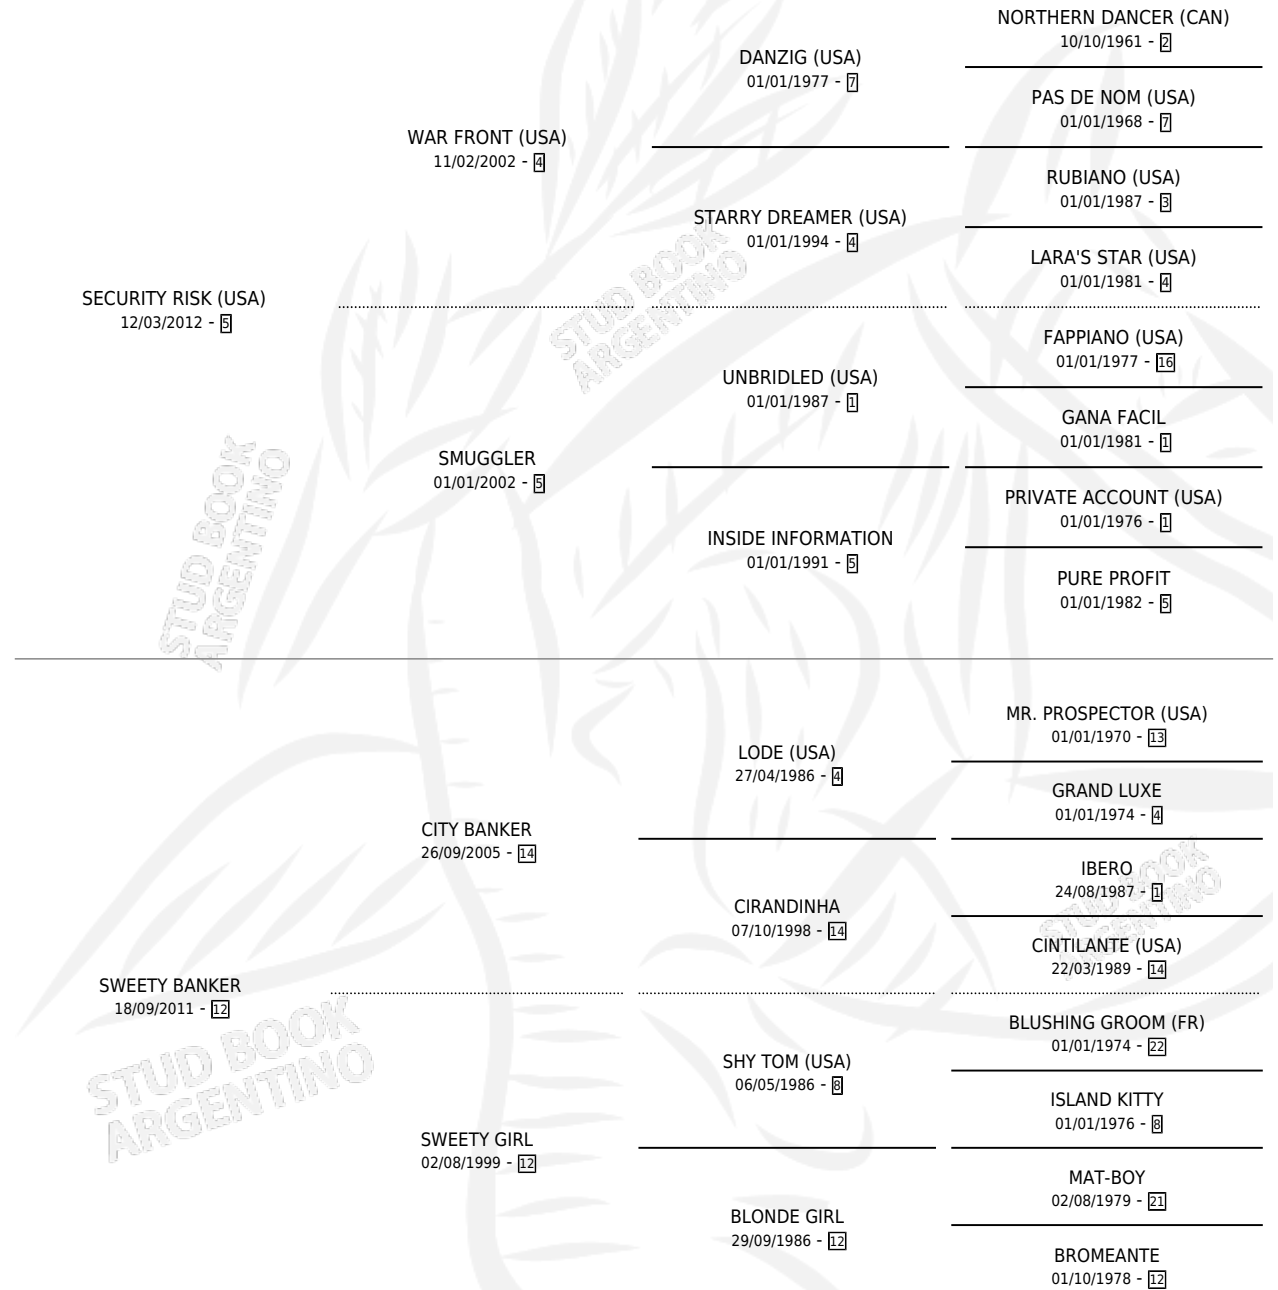 NORTHERN DANCER (CAN)
10/10/1961 - 2
DANZIG (USA)
01/01/1977 - 7
PAS DE NOM (USA)
01/01/1968 - 7
WAR FRONT (USA)
11/02/2002 - 4
RUBIANO (USA)
01/01/1987 - 3
STARRY DREAMER (USA)
01/01/1994 - 4
LARA'S STAR (USA)
01/01/1981 - 4
SECURITY RISK (USA)
12/03/2012 - 5
FAPPIANO (USA)
01/01/1977 - 16
UNBRIDLED (USA)
01/01/1987 - 1
GANA FACIL
01/01/1981 - 1
SMUGGLER
01/01/2002 - 5
PRIVATE ACCOUNT (USA)
01/01/1976 - 1
INSIDE INFORMATION
01/01/1991 - 5
PURE PROFIT
01/01/1982 - 5
MR. PROSPECTOR (USA)
01/01/1970 - 13
LODE (USA)
27/04/1986 - 4
GRAND LUXE
01/01/1974 - 4
CITY BANKER
26/09/2005 - 14
IBERO
24/08/1987 - 1
CIRANDINHA
07/10/1998 - 14
CINTILANTE (USA)
22/03/1989 - 14
SWEETY BANKER
18/09/2011 - 12
BLUSHING GROOM (FR)
01/01/1974 - 22
SHY TOM (USA)
06/05/1986 - 8
ISLAND KITTY
01/01/1976 - 8
SWEETY GIRL
02/08/1999 - 12
MAT-BOY
02/08/1979 - 21
BLONDE GIRL
29/09/1986 - 12
BROMEANTE
01/10/1978 - 12
STUD BOOK
ARGENTINO
STUD BOOK
ARGENTINO
STUD BOOK
ARGENTINO
STUD BOOK
ARGENTINO